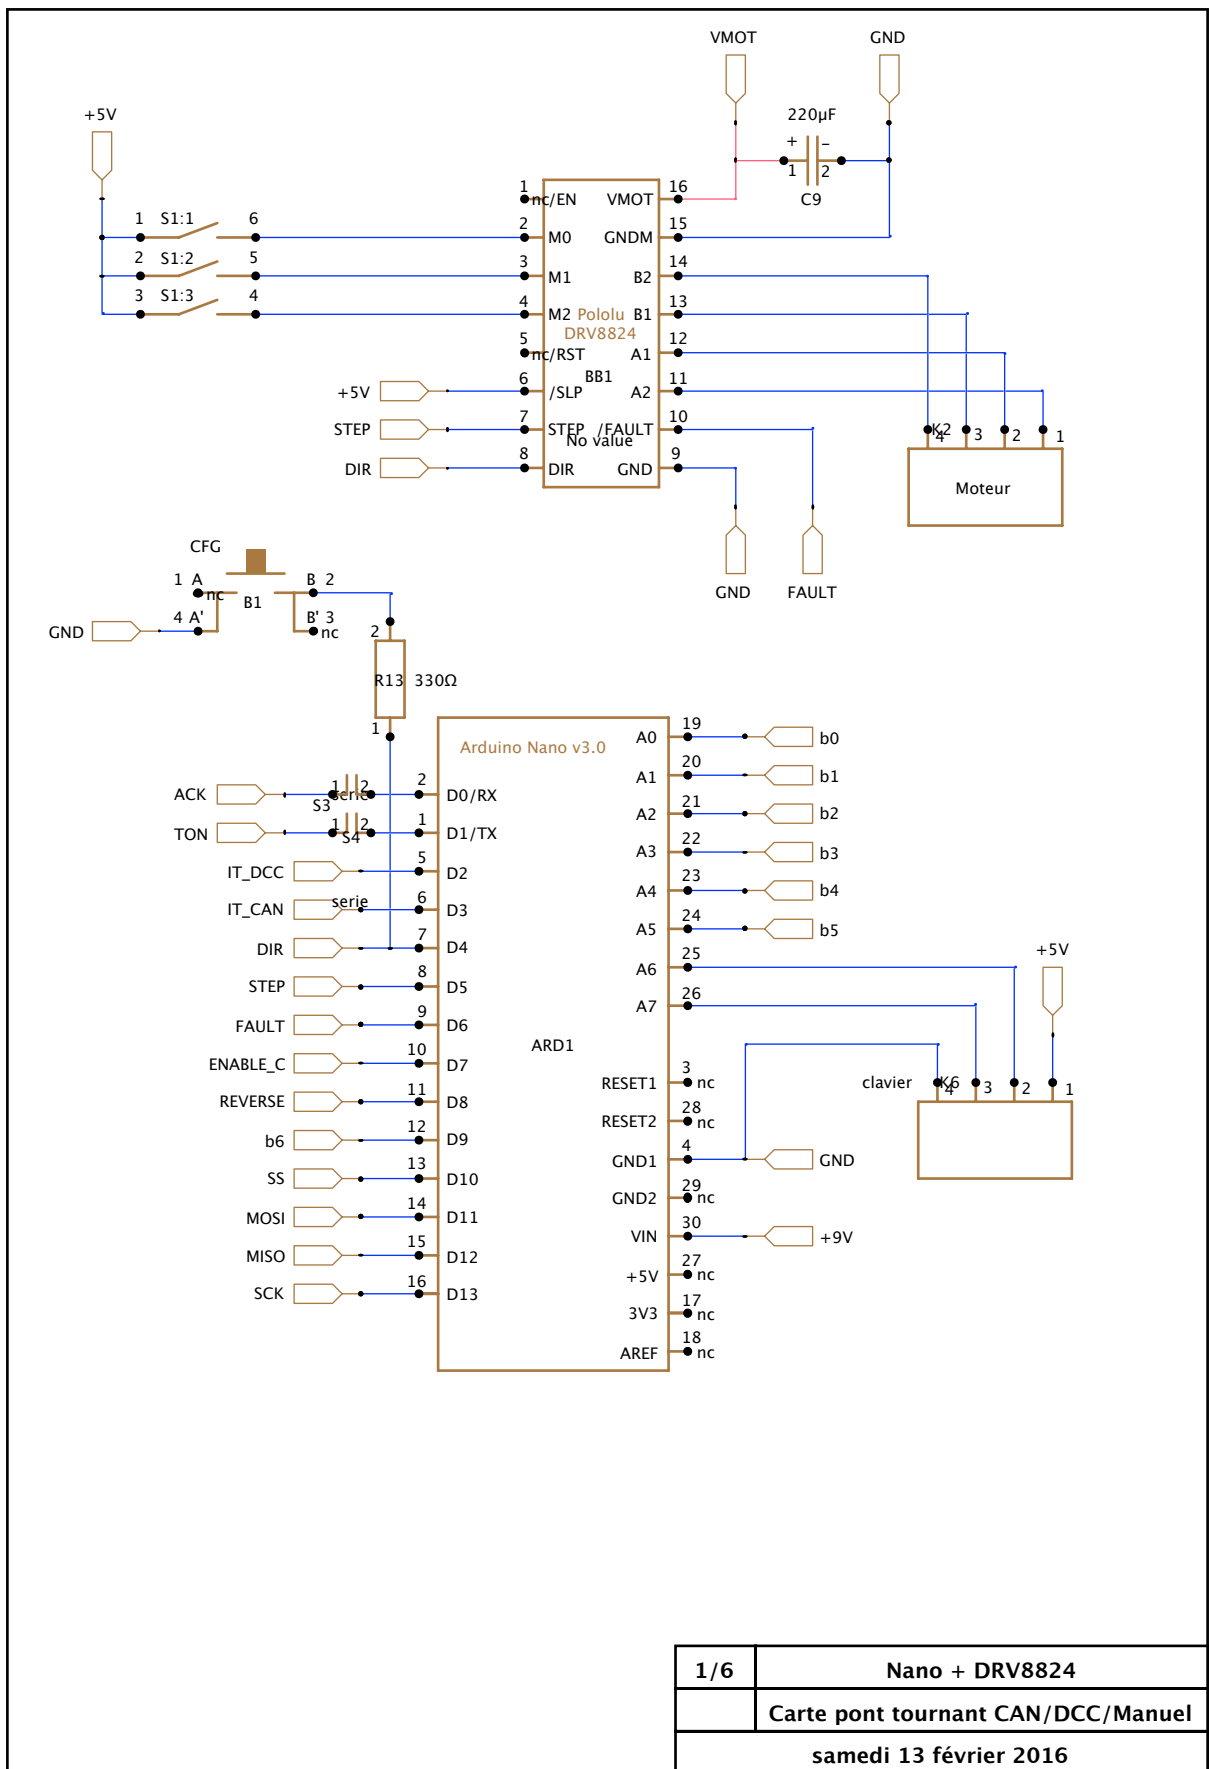 VMOT GND
+5V 220µF
+ −
1 2
C9
1 S1:1 6
2 S1:2 5
3 S1:3 4
1 nc/EN VMOT 16
2 M0 GNDM 15
3 M1 B2 14
4 M2 Pololu B1 13
DRV8824
5 nc/RST A1 12
BB1
+5V 6 /SLP A2 11
STEP 7 STEP /FAULT 10
No value
DIR 8 DIR GND 9
K2
4 3 2 1
Moteur
GND FAULT
CFG
1 A nc B 2
B1
GND 4 A' B' 3 nc
2
R13 330Ω
1
Arduino Nano v3.0
ARD1
ACK 1 2 serie S3 2 D0/RX
TON 1 2 S4 1 D1/TX
IT_DCC 5 D2
serie
IT_CAN 6 D3
DIR 7 D4
STEP 8 D5
FAULT 9 D6
ENABLE_C 10 D7
REVERSE 11 D8
b6 12 D9
SS 13 D10
MOSI 14 D11
MISO 15 D12
SCK 16 D13
A0 19 b0
A1 20 b1
A2 21 b2
A3 22 b3
A4 23 b4
A5 24 b5
A6 25
A7 26
RESET1 3 nc
RESET2 28 nc
GND1 4 GND
GND2 29 nc
VIN 30 +9V
+5V 27 nc
3V3 17 nc
AREF 18 nc
+5V
clavier K6
4 3 2 1
1/6 Nano + DRV8824
Carte pont tournant CAN/DCC/Manuel
samedi 13 février 2016